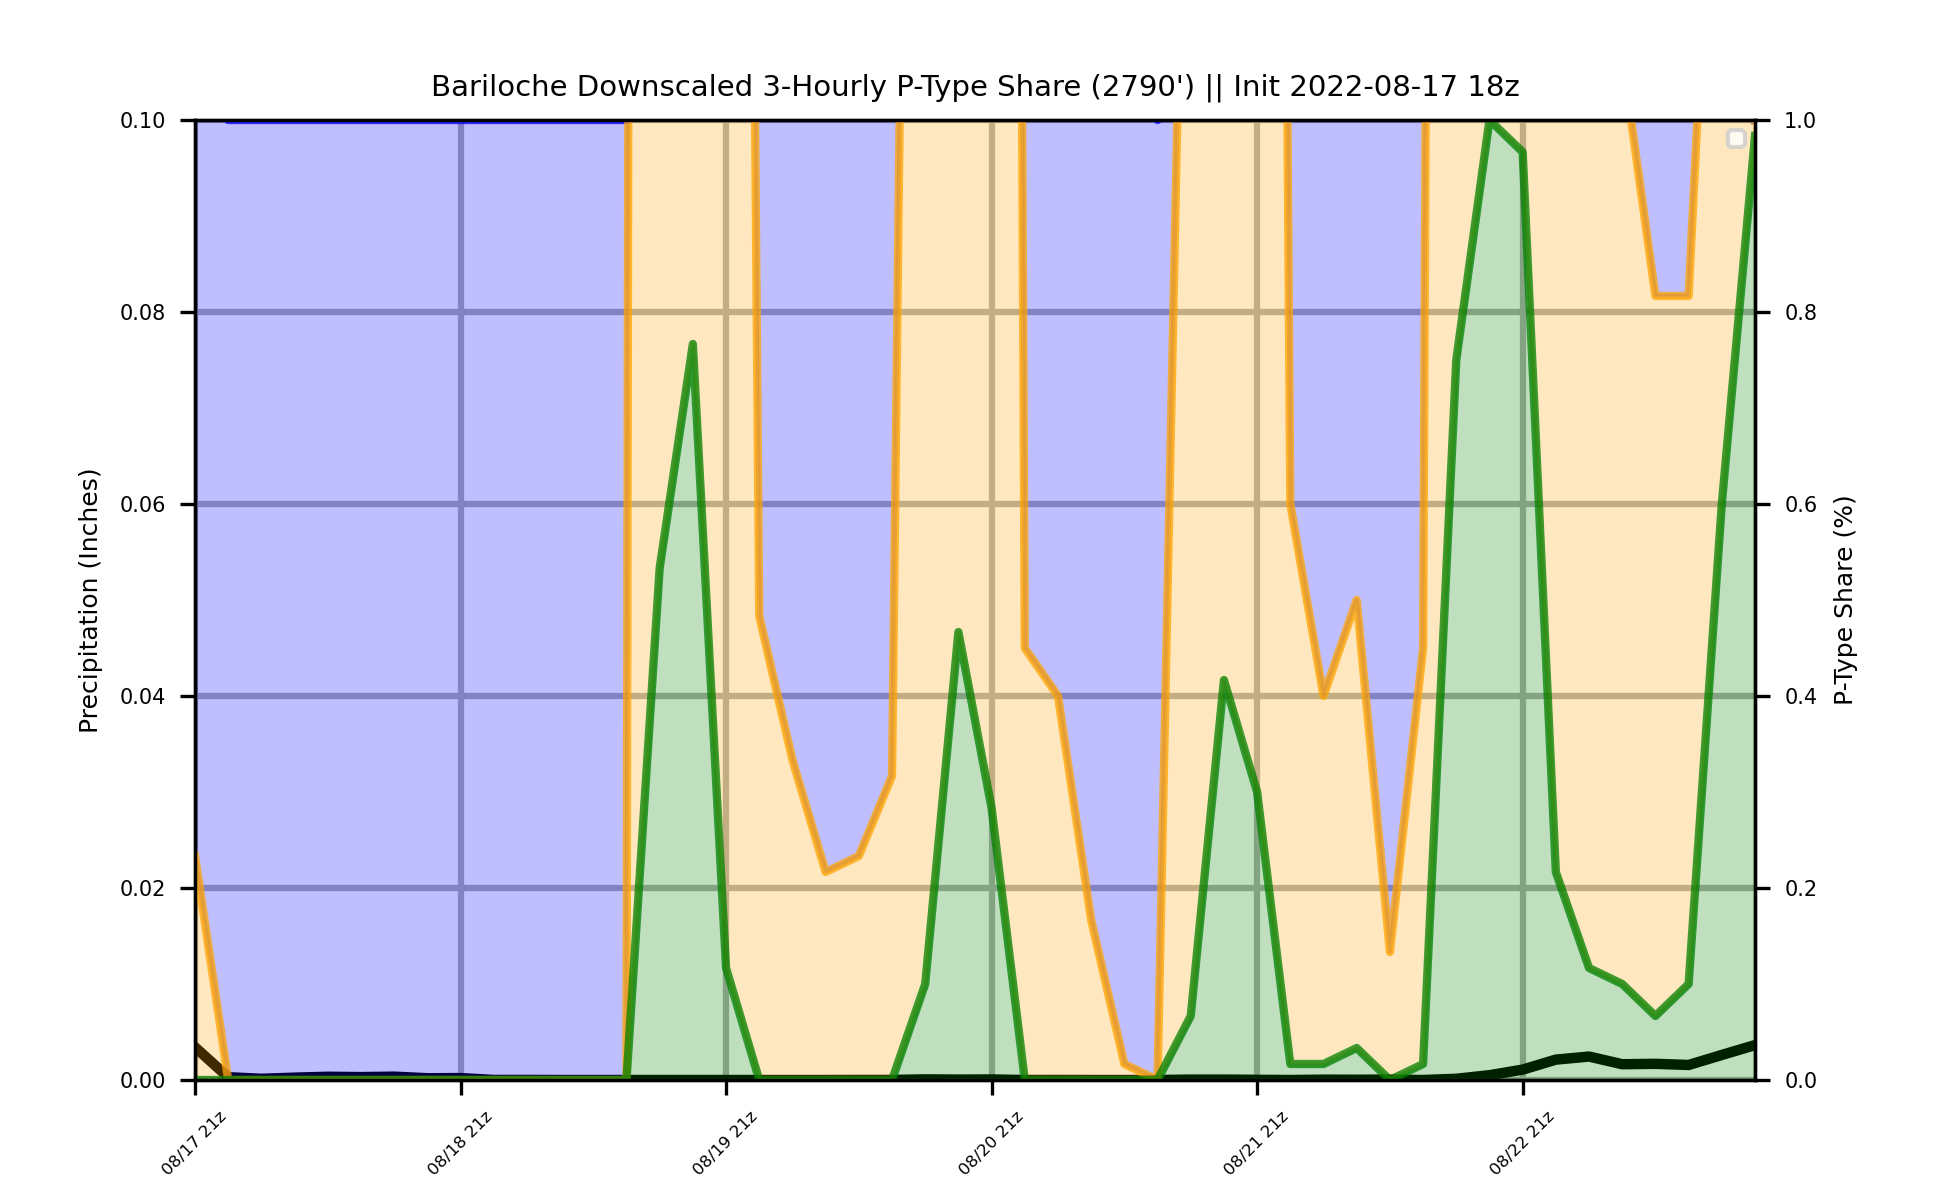 Bariloche Downscaled 3-Hourly P-Type Share (2790') || Init 2022-08-17 18z
0.10
0.08
0.06
0.04
0.02
0.00
Precipitation (Inches)
1.0
0.8
0.6
0.4
0.2
0.0
P-Type Share (%)
08/17 21z
08/18 21z
08/19 21z
08/20 21z
08/21 21z
08/22 21z